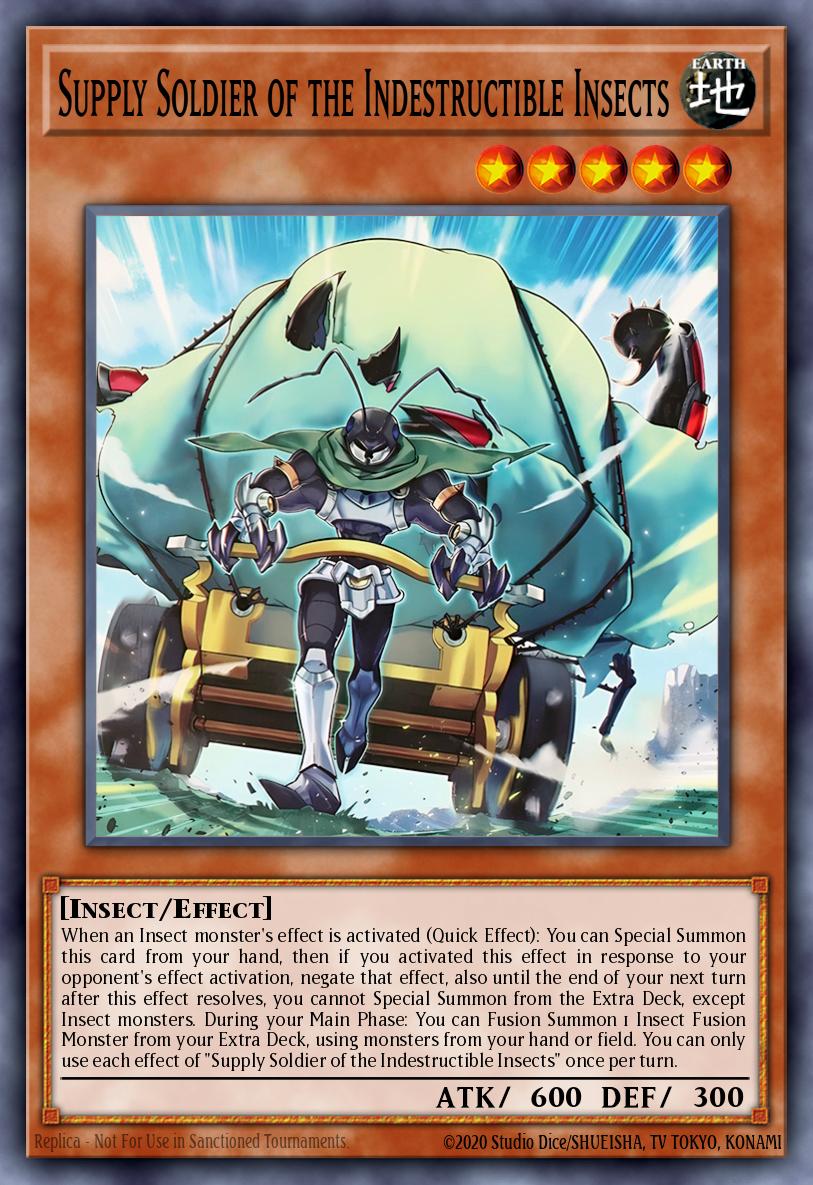 Supply Soldier of the Indestructible Insects
EARTH
地
[Insect/Effect]
When an Insect monster's effect is activated (Quick Effect): You can Special Summon
this card from your hand, then if you activated this effect in response to your
opponent's effect activation, negate that effect, also until the end of your next turn
after this effect resolves, you cannot Special Summon from the Extra Deck, except
Insect monsters. During your Main Phase: You can Fusion Summon 1 Insect Fusion
Monster from your Extra Deck, using monsters from your hand or field. You can only
use each effect of "Supply Soldier of the Indestructible Insects" once per turn.
ATK/ 600 DEF/ 300
Replica - Not For Use in Sanctioned Tournaments.
©2020 Studio Dice/SHUEISHA, TV TOKYO, KONAMI